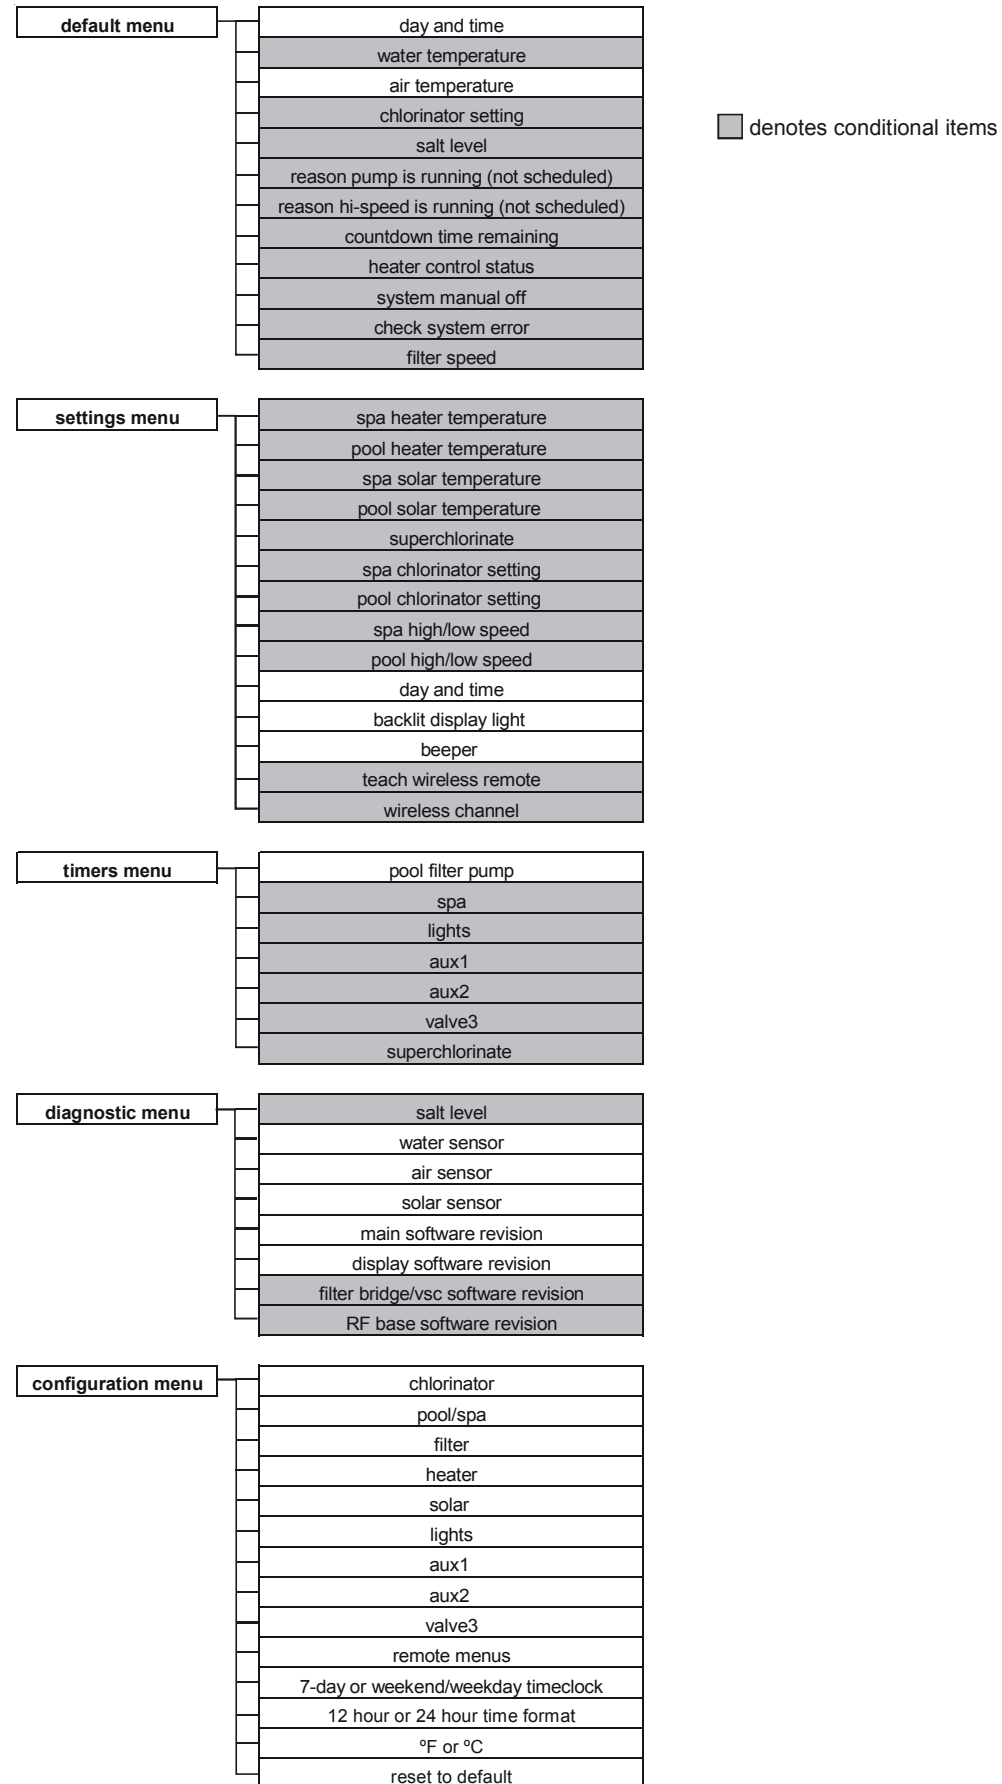 default menu
day and time
water temperature
air temperature
chlorinator setting
denotes conditional items
salt level
reason pump is running (not scheduled)
reason hi-speed is running (not scheduled)
countdown time remaining
heater control status
system manual off
check system error
filter speed
settings menu
spa heater temperature
pool heater temperature
spa solar temperature
pool solar temperature
superchlorinate
spa chlorinator setting
pool chlorinator setting
spa high/low speed
pool high/low speed
day and time
backlit display light
beeper
teach wireless remote
wireless channel
timers menu
pool filter pump
spa
lights
aux1
aux2
valve3
superchlorinate
diagnostic menu
salt level
water sensor
air sensor
solar sensor
main software revision
display software revision
filter bridge/vsc software revision
RF base software revision
configuration menu
chlorinator
pool/spa
filter
heater
solar
lights
aux1
aux2
valve3
remote menus
7-day or weekend/weekday timeclock
12 hour or 24 hour time format
ºF or ºC
reset to default